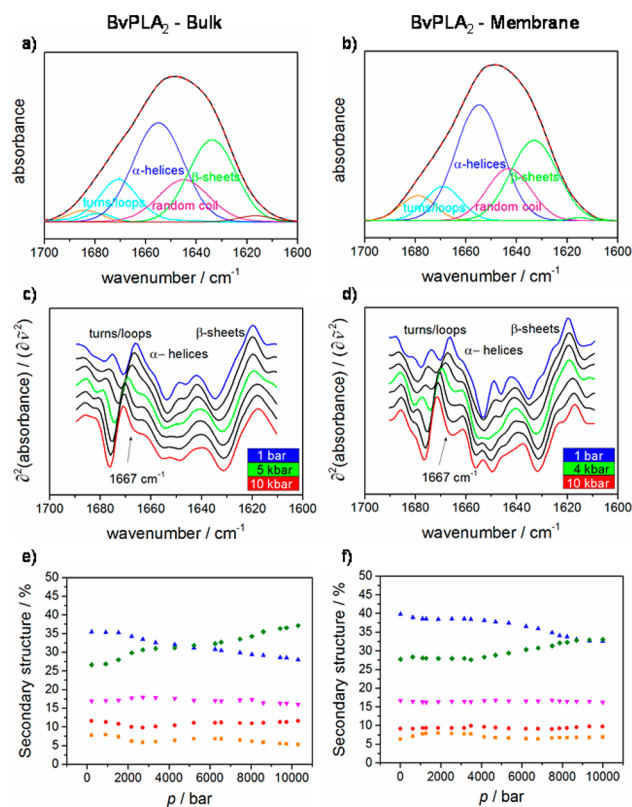 BvPLA2 - Bulk
BvPLA2 - Membrane
a)
b)
absorbance
absorbance
α-helices
β-sheets
turns/loops
random coil
α-helices
β-sheets
turns/loops
random coil
1700 1680 1660 1640 1620 1600
1700 1680 1660 1640 1620 1600
wavenumber / cm-1
wavenumber / cm-1
c)
d)
∂2(absorbance) / (∂ṽ2)
∂2(absorbance) / (∂ṽ2)
turns/loops
α– helices
β-sheets
turns/loops
α– helices
β-sheets
1667 cm-1
1667 cm-1
1 bar
5 kbar
10 kbar
1 bar
4 kbar
10 kbar
1700 1680 1660 1640 1620 1600
1700 1680 1660 1640 1620 1600
wavenumber / cm-1
wavenumber / cm-1
e)
f)
Secondary structure / %
Secondary structure / %
50
45
40
35
30
25
20
15
10
5
0
50
45
40
35
30
25
20
15
10
5
0
0 2000 4000 6000 8000 10000
0 2000 4000 6000 8000 10000
p / bar
p / bar